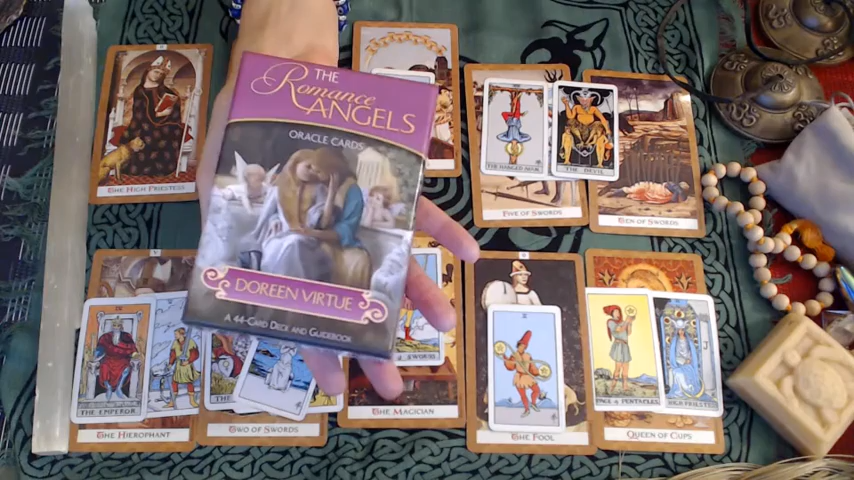 THE HIGH PRIESTESS
THE
Romance
ANGELS
ORACLE CARDS
DOREEN VIRTUE
A 44-CARD DECK AND GUIDEBOOK
THE HANGED MAN.
THE DEVIL
FIVE OF SWORDS
TEN OF SWORDS
THE EMPEROR
SWORDS
PAGE of PENTACLES
HIGH PRIESTESS
THE HIEROPHANT
TWO OF SWORDS
THE MAGICIAN
THE FOOL
QUEEN OF CUPS